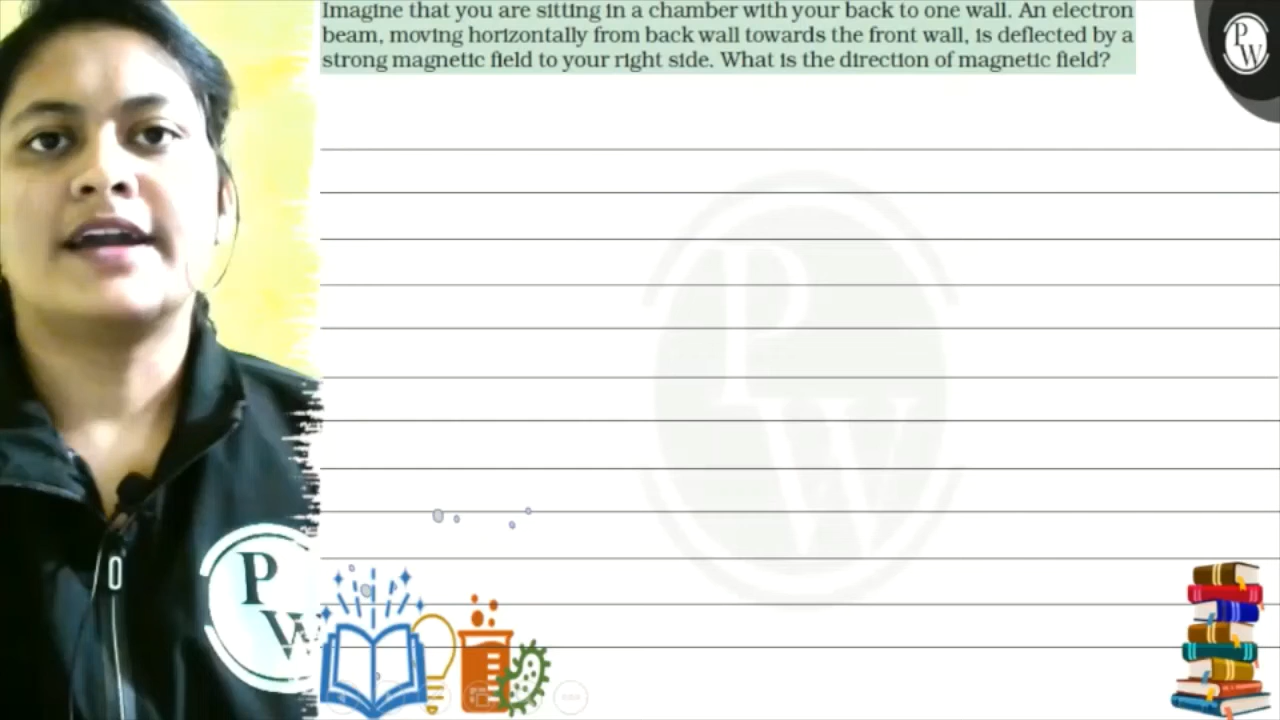 Imagine that you are sitting in a chamber with your back to one wall. An electron
beam, moving horizontally from back wall towards the front wall, is deflected by a
strong magnetic field to your right side. What is the direction of magnetic field?
P
W
P
W
P
W